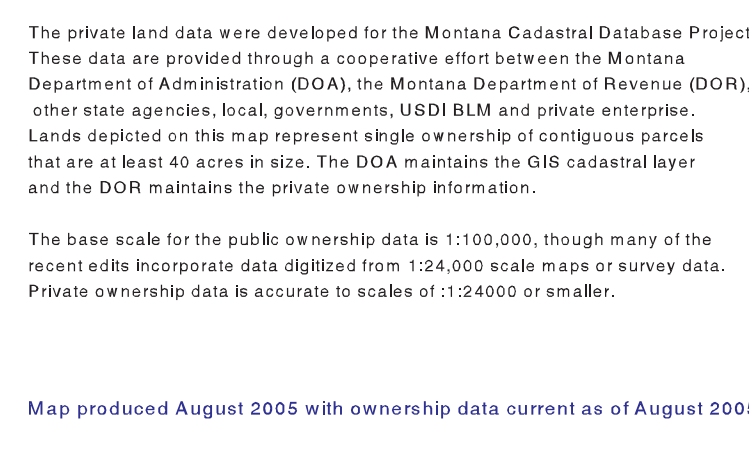 The private land data were developed for the Montana Cadastral Database Project
These data are provided through a cooperative effort between the Montana
Department of Administration (DOA), the Montana Department of Revenue (DOR),
other state agencies, local, governments, USDI BLM and private enterprise.
Lands depicted on this map represent single ownership of contiguous parcels
that are at least 40 acres in size. The DOA maintains the GIS cadastral layer
and the DOR maintains the private ownership information.
The base scale for the public ownership data is 1:100,000, though many of the
recent edits incorporate data digitized from 1:24,000 scale maps or survey data.
Private ownership data is accurate to scales of :1:24000 or smaller.
Map produced August 2005 with ownership data current as of August 2005